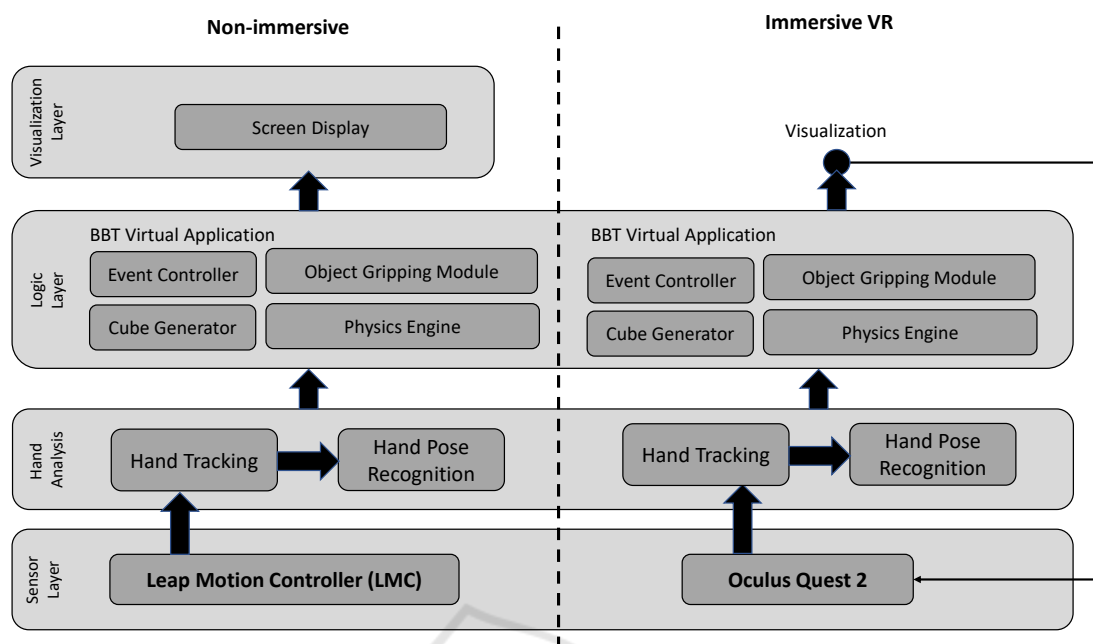 Non-immersive
Immersive VR
Visualization
Layer
Screen Display
Visualization
Logic
Layer
BBT Virtual Application
Event Controller
Object Gripping Module
Cube Generator
Physics Engine
BBT Virtual Application
Event Controller
Object Gripping Module
Cube Generator
Physics Engine
Hand
Analysis
Hand Tracking
Hand Pose
Recognition
Hand Tracking
Hand Pose
Recognition
Sensor
Layer
Leap Motion Controller (LMC)
Oculus Quest 2